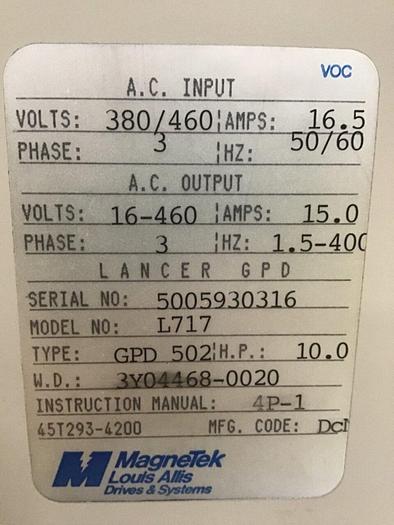 VOC
A.C. INPUT
VOLTS: 380/460 AMPS: 16.5
PHASE: 3 HZ: 50/60
A.C. OUTPUT
VOLTS: 16-460 AMPS: 15.0
PHASE: 3 HZ: 1.5-400
LANCER GPD
SERIAL NO: 5005930316
MODEL NO: L717
TYPE: GPD 502 H.P.: 10.0
W.D.: 3Y04468-0020
INSTRUCTION MANUAL: 4P-1
45T293-4200 MFG. CODE:
MagneTek
Louis Allis
Drives & Systems